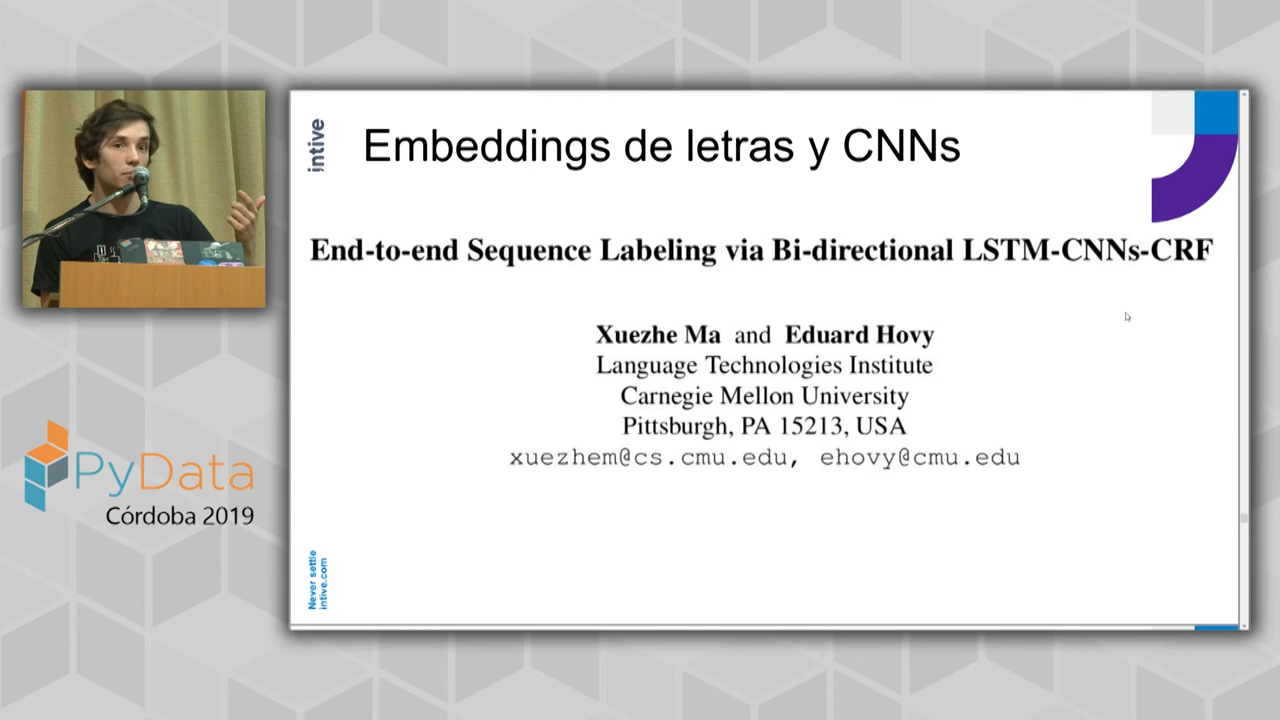 intive
Embeddings de letras y CNNs
End-to-end Sequence Labeling via Bi-directional LSTM-CNNs-CRF
Xuezhe Ma and Eduard Hovy
Language Technologies Institute
Carnegie Mellon University
Pittsburgh, PA 15213, USA
xuezhem@cs.cmu.edu, ehovy@cmu.edu
PyData
Córdoba 2019
Never settle
intive.com